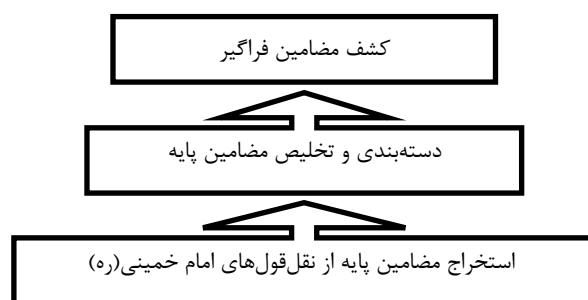 کشف مضامین فراگیر
دسته‌بندی و تخلیص مضامین پایه
استخراج مضامین پایه از نقل‌قول‌های امام خمینی(ره)